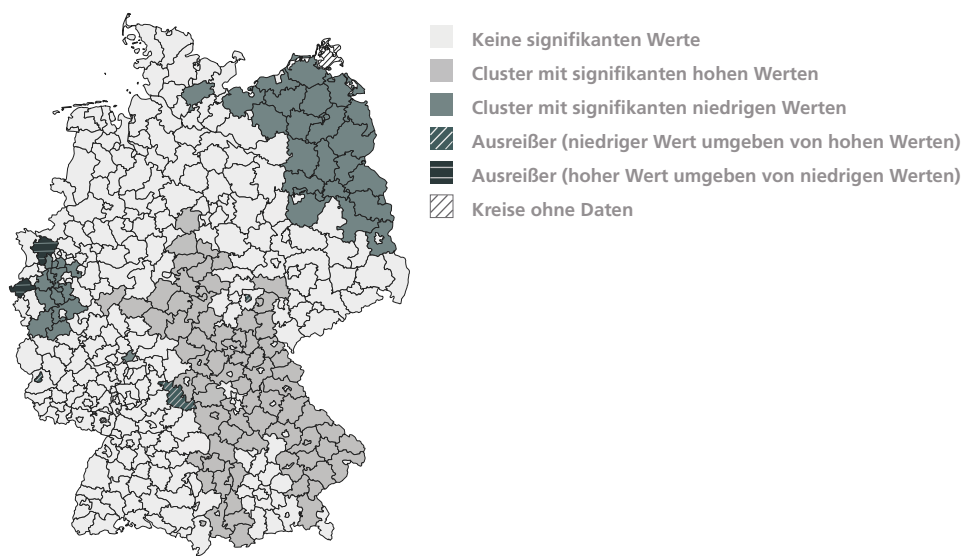 Keine signifikanten Werte
Cluster mit signifikanten hohen Werten
Cluster mit signifikanten niedrigen Werten
Ausreißer (niedriger Wert umgeben von hohen Werten)
Ausreißer (hoher Wert umgeben von niedrigen Werten)
Kreise ohne Daten